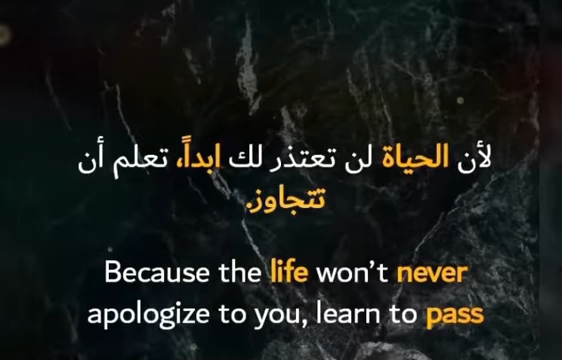 لأن الحياة لن تعتذر لك ابداً، تعلم أن
تتجاوز.
Because the life won’t never
apologize to you, learn to pass